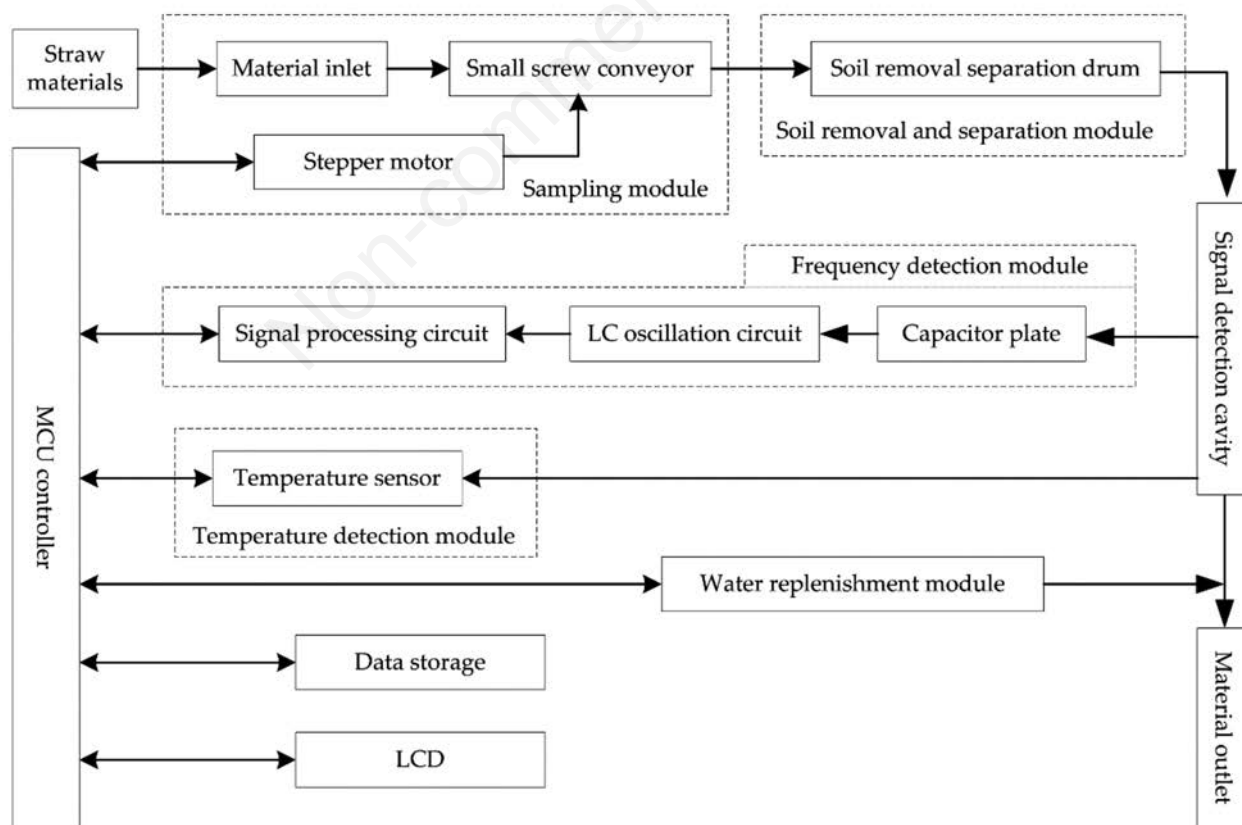 Straw
materials
Material inlet
Small screw conveyor
Soil removal separation drum
Soil removal and separation module
Stepper motor
Sampling module
Frequency detection module
Signal processing circuit
LC oscillation circuit
Capacitor plate
Signal detection cavity
MCU controller
Temperature sensor
Temperature detection module
Water replenishment module
Data storage
LCD
Material outlet
Non-commer